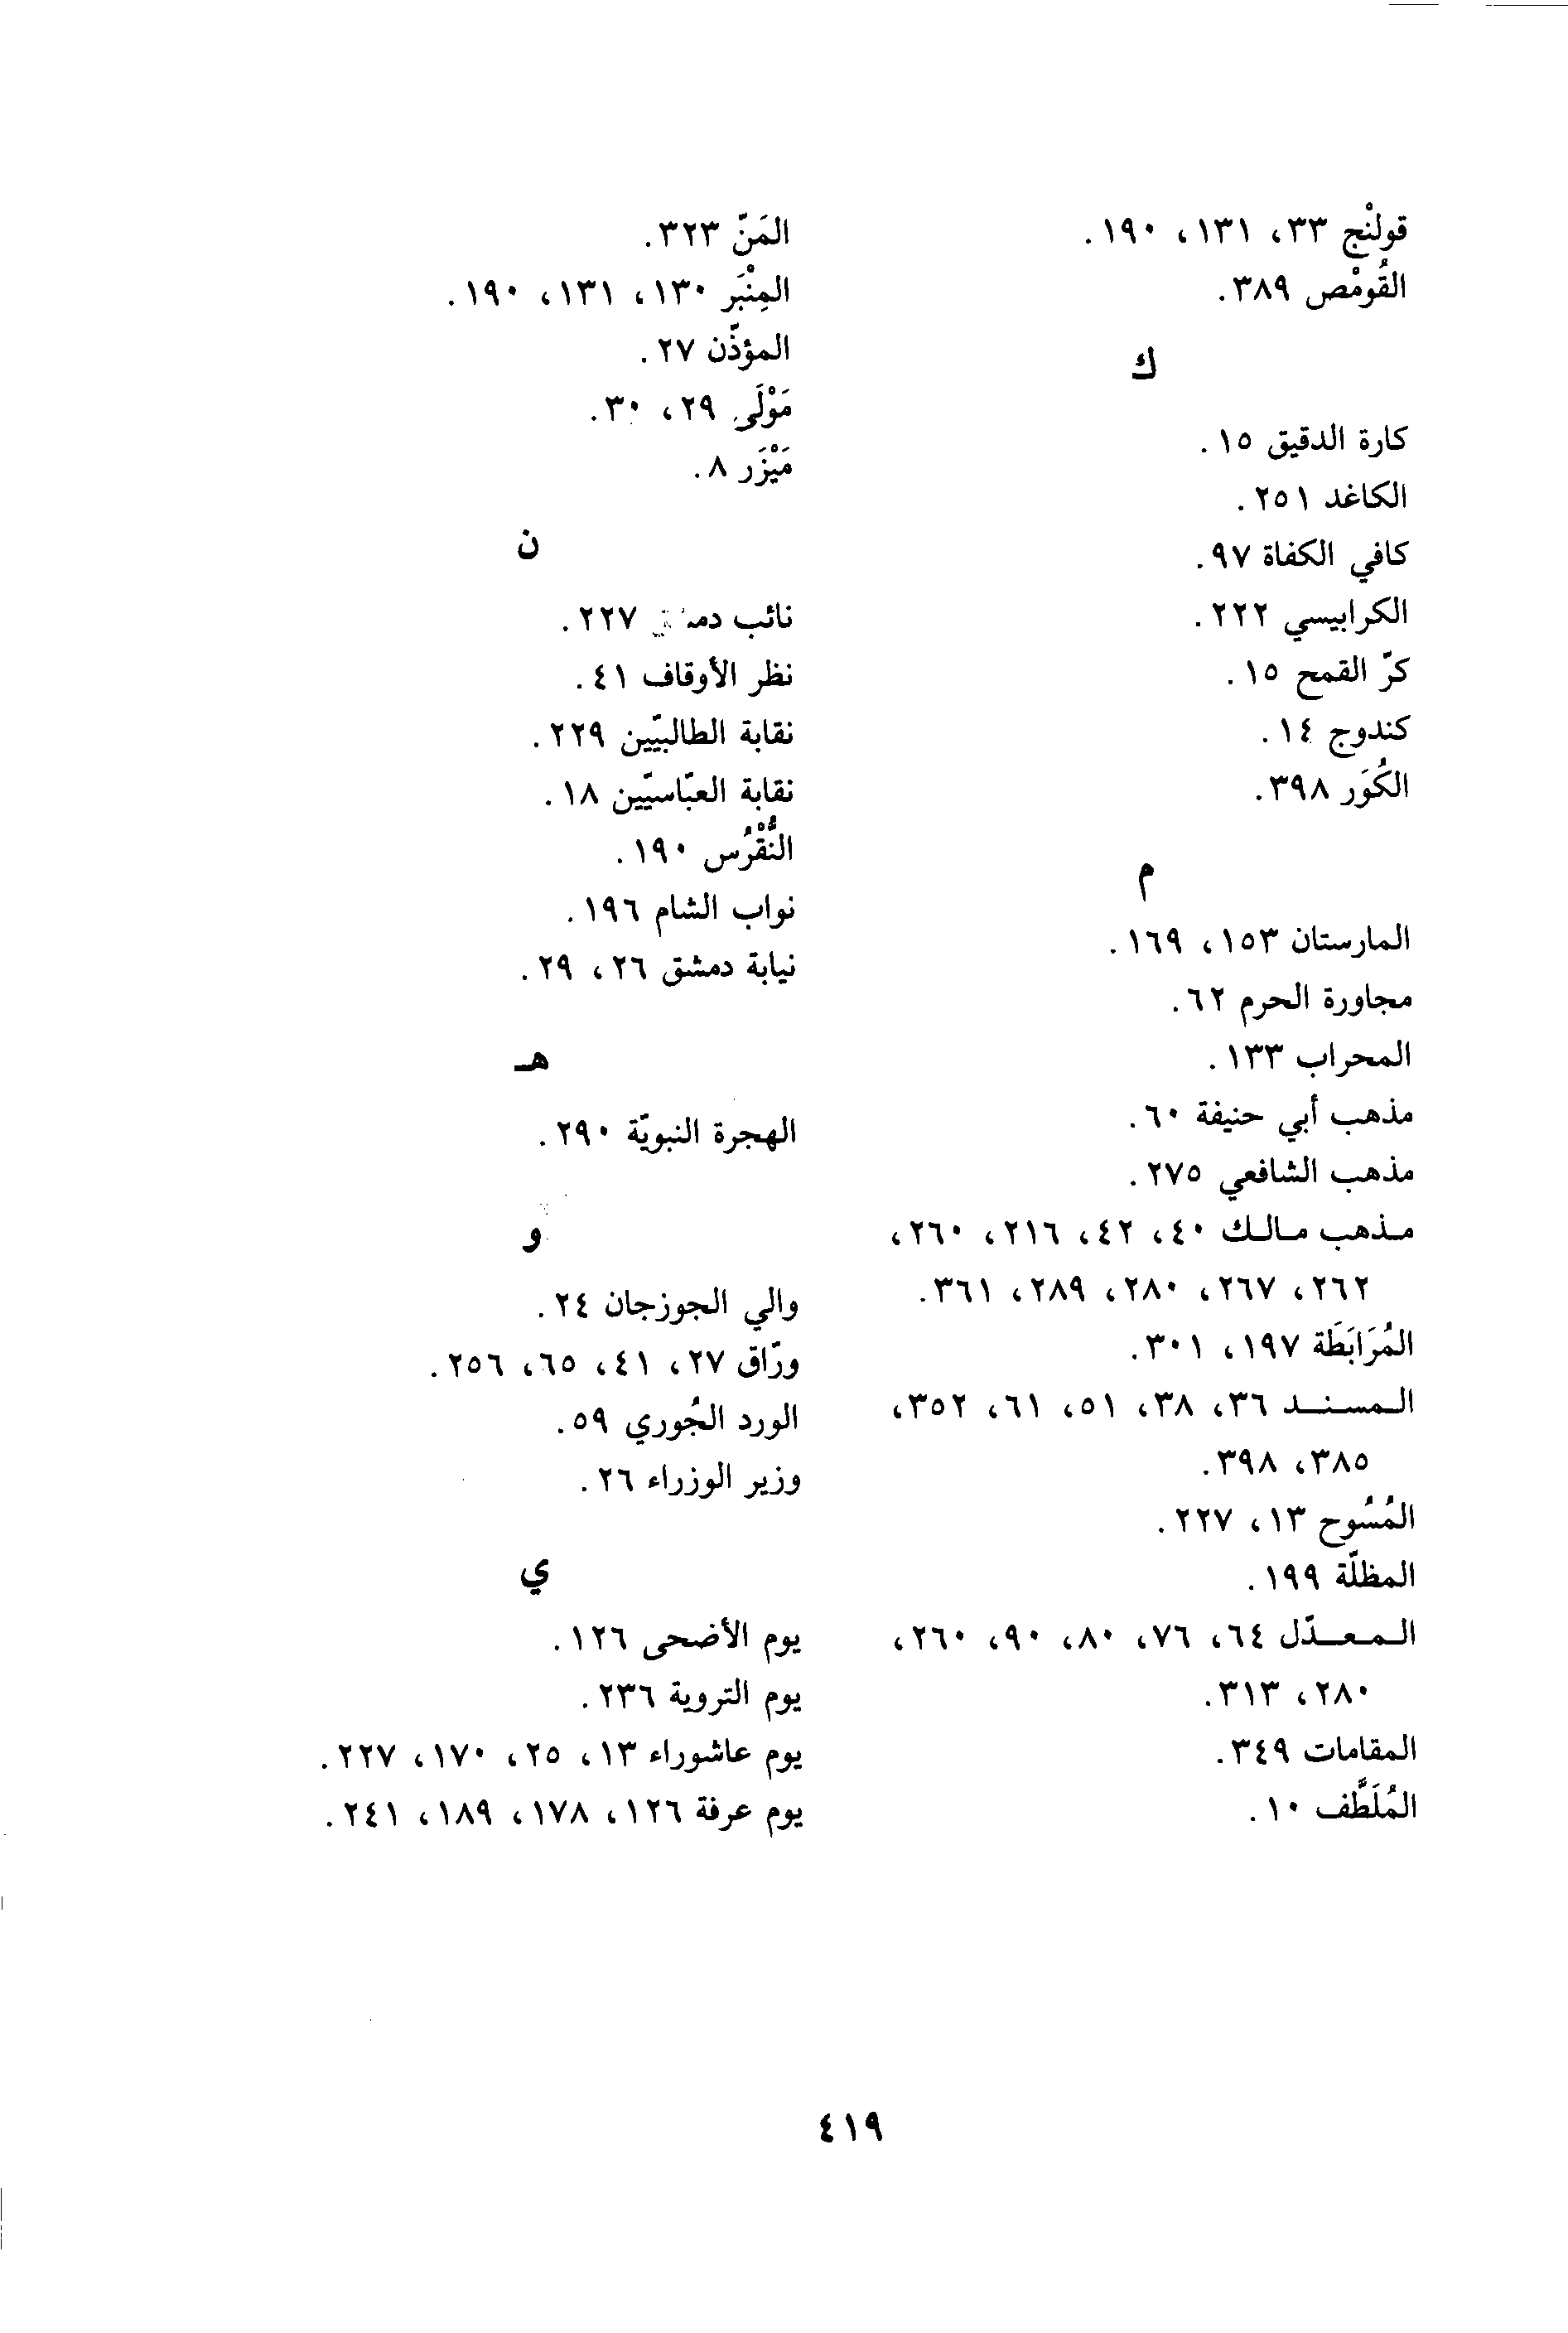 قولنْج ٣٣، ١٣١، ١٩٠.
القُومْص ٣٨٩.
ك
كارة الدقيق ١٥.
الكاغد ٢٥١.
كافي الكفاة ٩٧.
الكرابيسي ٢٢٢.
كرّ القمح ١٥.
كندوج ١٤.
الكُوَر ٣٩٨.
م
المارستان ١٥٣، ١٦٩.
مجاورة الحرم ٦٢.
المحراب ١٣٣.
مذهب أبي حنيفة ٦٠.
مذهب الشافعي ٢٧٥.
مـذهب مـالـك ٤٠، ٤٢، ٢١٦، ٢٦٠،
٢٦٢، ٢٦٧، ٢٨٠، ٢٨٩، ٣٦١.
المُرَابَطَة ١٩٧، ٣٠١.
الـمسـنـــد ٣٦، ٣٨، ٥١، ٦١، ٣٥٢،
٣٨٥، ٣٩٨.
المُسُوح ١٣، ٢٢٧.
المظلّة ١٩٩.
الـمـعـــدّل ٦٤، ٧٦، ٨٠، ٩٠، ٢٦٠،
٢٨٠، ٣١٣.
المقامات ٣٤٩.
المُلَطَّف ١٠.
المَنّ ٣٢٣.
المِنْبَر ١٣٠، ١٣١، ١٩٠.
المؤذّن ٢٧.
مَوْلَى ٢٩، ٣٠.
مَيْزَر ٨.
ن
نائب دمشق ٢٢٧.
نظر الأوقاف ٤١.
نقابة الطالبيّين ٢٢٩.
نقابة العبّاسيّين ١٨.
النُّقْرُس ١٩٠.
نواب الشام ١٩٦.
نيابة دمشق ٢٦، ٢٩.
هـ
الهجرة النبويّة ٢٩٠.
و
والي الجوزجان ٢٤.
ورّاق ٢٧، ٤١، ٦٥، ٢٥٦.
الورد الجُوري ٥٩.
وزير الوزراء ٢٦.
ي
يوم الأضحى ١٢٦.
يوم التروية ٢٣٦.
يوم عاشوراء ١٣، ٢٥، ١٧٠، ٢٢٧.
يوم عرفة ١٢٦، ١٧٨، ١٨٩، ٢٤١.
٤١٩